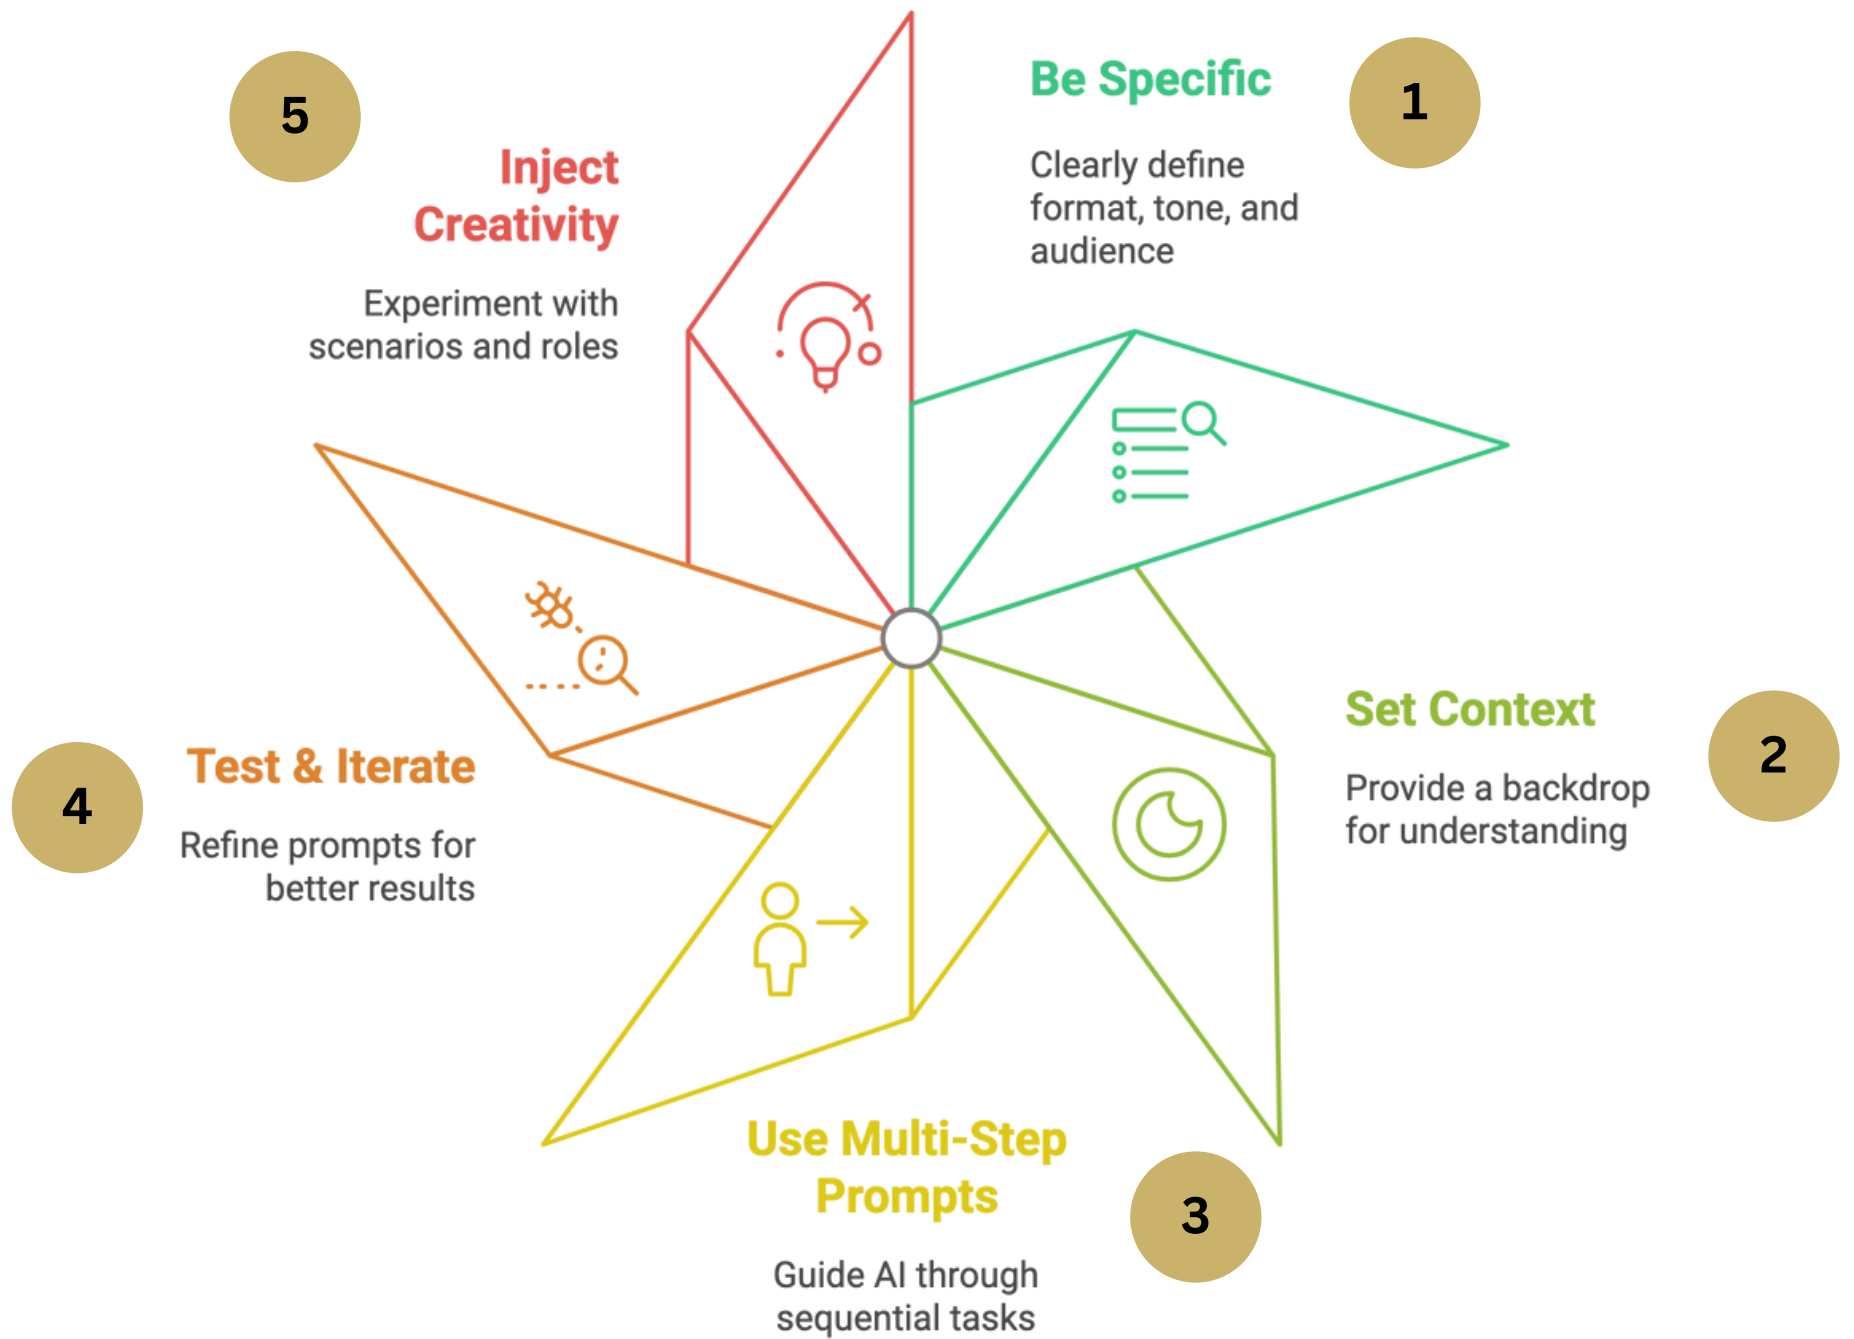 1
Be Specific
Clearly define
format, tone, and
audience
2
Set Context
Provide a backdrop
for understanding
3
Use Multi-Step
Prompts
Guide AI through
sequential tasks
4
Test & Iterate
Refine prompts for
better results
5
Inject
Creativity
Experiment with
scenarios and roles